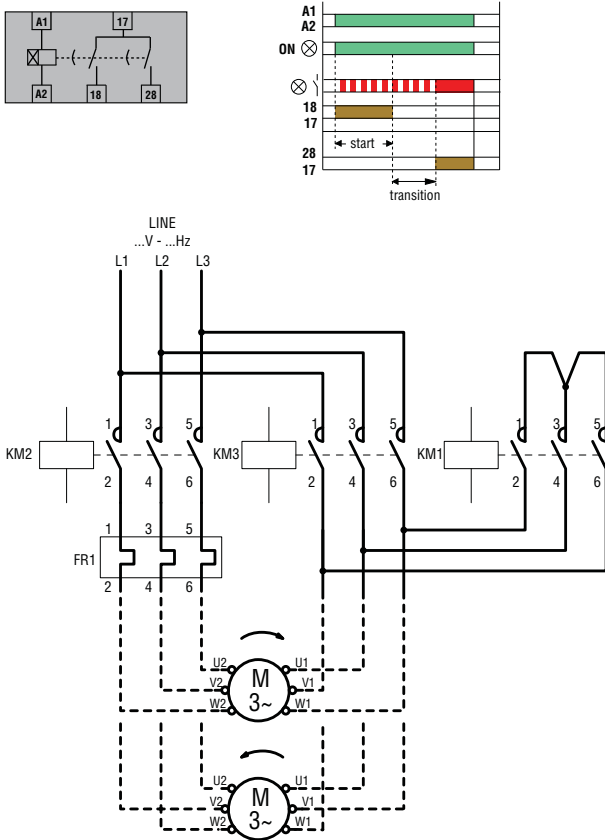 A1 17
A2 18 28
A1
A2
ON
18
17
start
28
17
transition
LINE
...V - ...Hz
L1 L2 L3
1 3 5 1 3 5 1 3 5
KM2 KM3 KM1
2 4 6 2 4 6 2 4 6
1 3 5
FR1
2 4 6
U2 U1
M
V2 V1
3~
W2 W1
U2 U1
M
V2 V1
3~
W2 W1